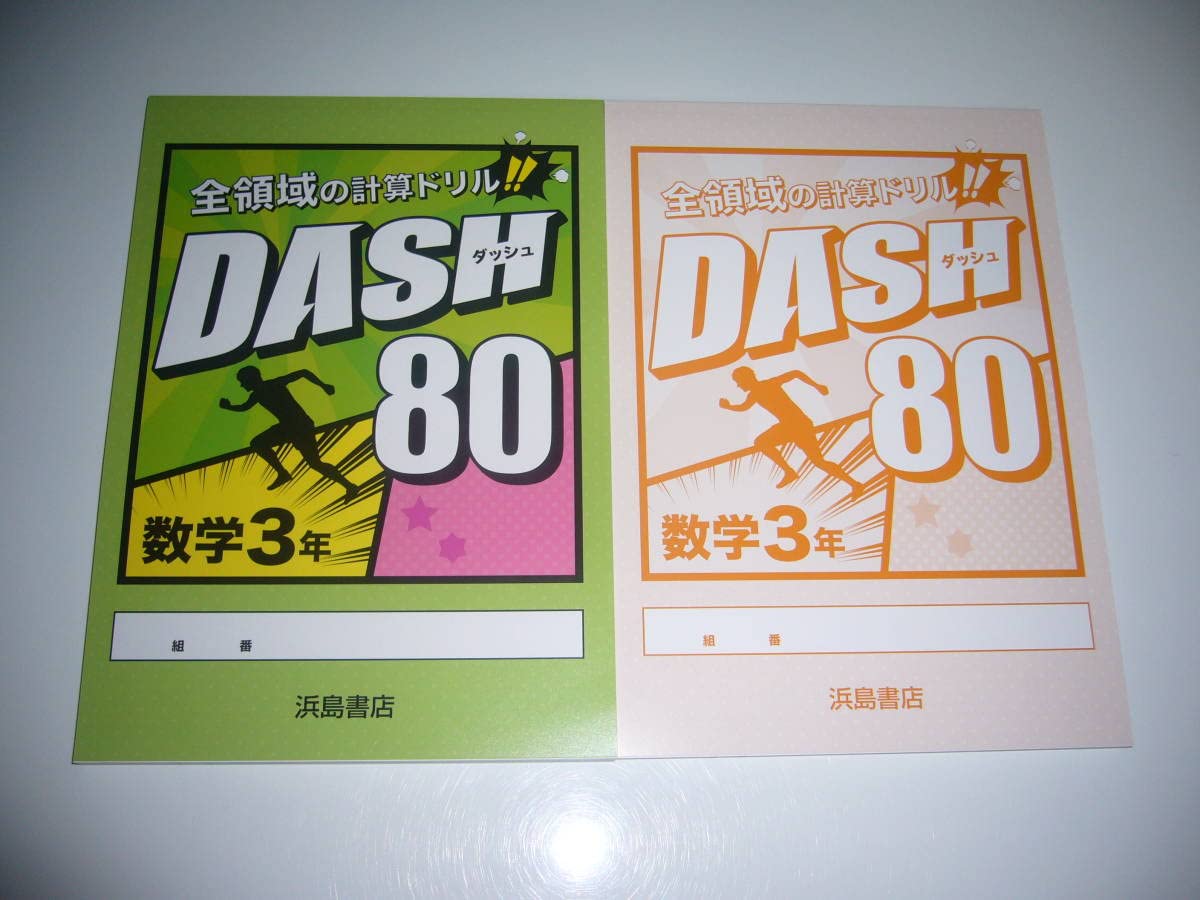 全領域の計算ドリル!!
DASH
ダッシュ
80
数学3年
組 番
浜島書店
全領域の計算ドリル!!
DASH
ダッシュ
80
数学3年
組 番
浜島書店